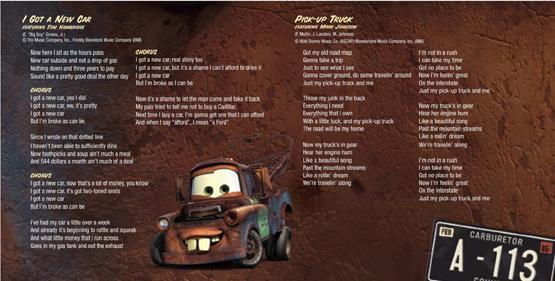 I Got a New Car
featuring Tom Hambridge
(E. "Big Boy" Groves, Jr.)
© Trio Music Company, Inc., Freddy Bienstock Music Company (BMI)
Now here I sit as the hours pass
New car outside and not a drop of gas
Nothing down and three years to pay
Sound like a pretty good deal the other day
Chorus
I got a new car, yes I did
I got a new car, ew, it's pretty
I got a new car
But I'm broke as can be
Since I wrote on that dotted line
I haven't been able to sufficiently dine
Now toothpicks and soup ain't much a meal
And 544 dollars a month ain't much of a deal
Chorus
I got a new car, now that's a lot of money, you know
I got a new car, it's got two-toned seats
I got a new car
But I'm broke as can be
I've had my car a little over a week
And already it's beginning to rattle and squeak
And what little money that I run across
Goes in my gas tank and out the exhaust
Chorus
I got a new car, real shiny too
I got a new car, but it's a shame I can't afford to drive it
I got a new car
But I'm broke as I can be
Now it's a shame to let the man come and take it back
My pals tried to tell me not to buy a Cadillac
Next time I buy a car, I'm gonna get one that I can afford
And when I say "afford", I mean "a Ford"
Pick-up Truck
featuring Mark Johnson
© Walt Disney Music Co. (ASCAP)/Wonderland Music Company, Inc. (BMI)
Got my old road map
Gonna take a trip
Just to see what I see
Gonna cover ground, do some travelin' around
Just my pick-up truck and me
Throw my junk in the back
Everything I need
Everything that I own
With a little luck, and my pick-up truck
The road will be my home
Now my truck's in gear
Hear her engine hum
Like a beautiful song
Past the mountain streams
Like a rollin' dream
We're travelin' along
I'm not in a rush
I can take my time
Got no place to be
Now I'm feelin' great
On the Interstate
Just my pick-up truck and me
Now my truck's in gear
Hear her engine hum
Like a beautiful song
Past the mountain streams
Like a rollin' dream
We're travelin' along
I'm not in a rush
I can take my time
Got no place to be
Now I'm feelin' great
On the Interstate
Just my pick-up truck and me
FEB
CARBURETOR
A-113